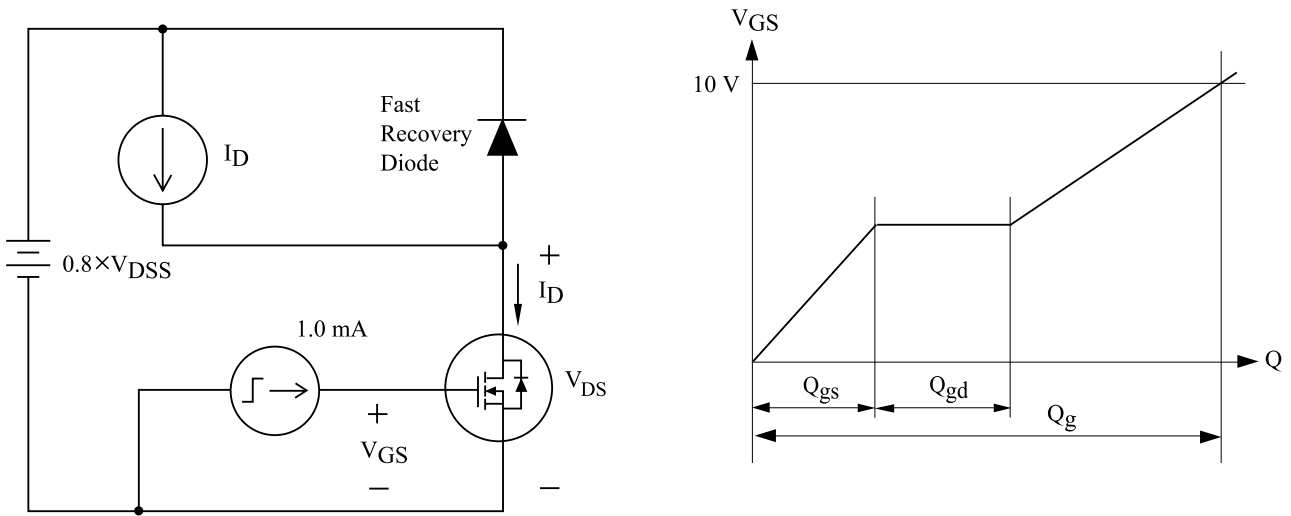 Fast
Recovery
Diode
I_D
0.8×V_DSS
+
I_D
1.0 mA
V_DS
+
V_GS
−
−
V_GS
10 V
Q
Q_gs
Q_gd
Q_g